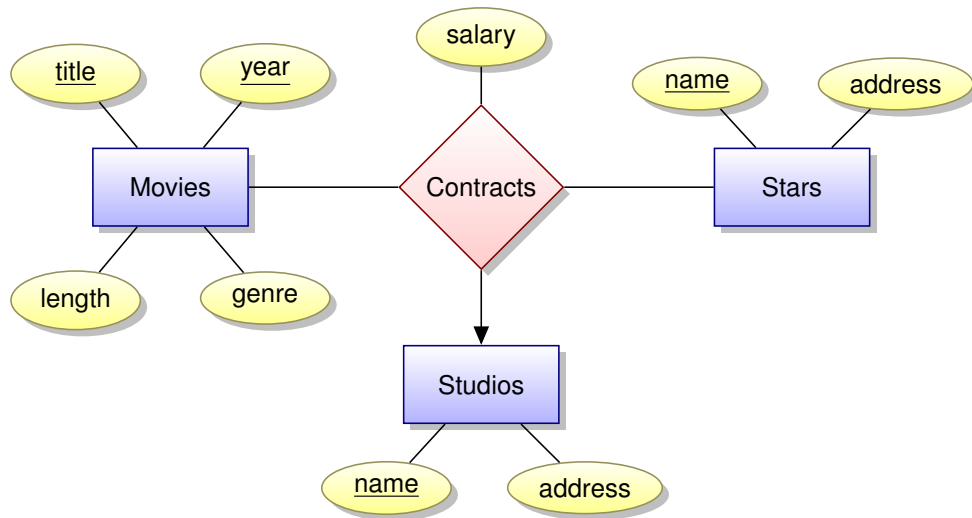 salary
title
year
name
address
Movies
Contracts
Stars
length
genre
Studios
name
address